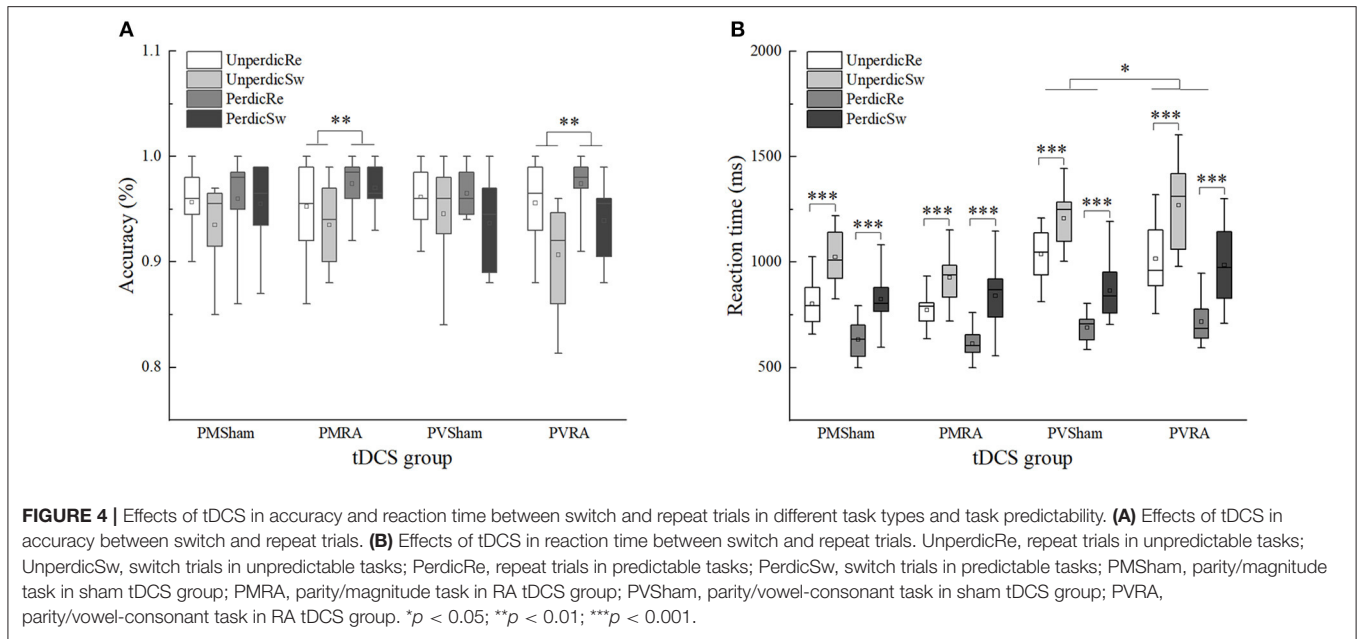 A
1.1
1.0
0.9
0.8
Accuracy (%)
UnperdicRe
UnperdicSw
PerdicRe
PerdicSw
**
**
PMSham PMRA PVSham PVRA
tDCS group
B
2000
1500
1000
500
Reaction time (ms)
UnperdicRe
UnperdicSw
PerdicRe
PerdicSw
*
*** *** *** *** *** *** *** ***
PMSham PMRA PVSham PVRA
tDCS group
FIGURE 4 | Effects of tDCS in accuracy and reaction time between switch and repeat trials in different task types and task predictability. (A) Effects of tDCS in
accuracy between switch and repeat trials. (B) Effects of tDCS in reaction time between switch and repeat trials. UnperdicRe, repeat trials in unpredictable tasks;
UnperdicSw, switch trials in unpredictable tasks; PerdicRe, repeat trials in predictable tasks; PerdicSw, switch trials in predictable tasks; PMSham, parity/magnitude
task in sham tDCS group; PMRA, parity/magnitude task in RA tDCS group; PVSham, parity/vowel-consonant task in sham tDCS group; PVRA,
parity/vowel-consonant task in RA tDCS group. *p < 0.05; **p < 0.01; ***p < 0.001.